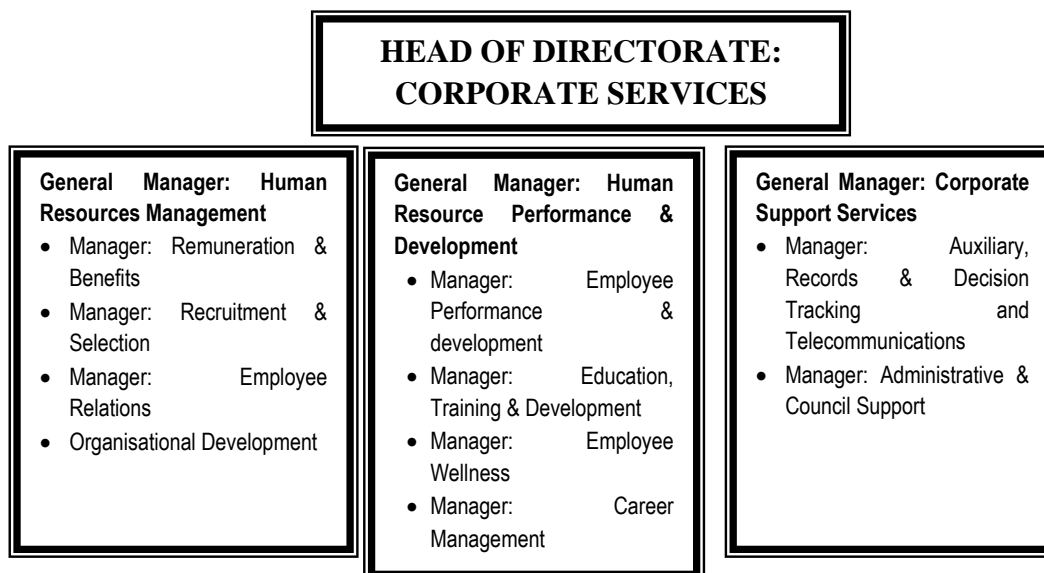 HEAD OF DIRECTORATE:
CORPORATE SERVICES
General Manager: Human
Resources Management
• Manager: Remuneration &
Benefits
• Manager: Recruitment &
Selection
• Manager: Employee
Relations
• Organisational Development
General Manager: Human
Resource Performance &
Development
• Manager: Employee
Performance &
development
• Manager: Education,
Training & Development
• Manager: Employee
Wellness
• Manager: Career
Management
General Manager: Corporate
Support Services
• Manager: Auxiliary,
Records & Decision
Tracking and
Telecommunications
• Manager: Administrative &
Council Support